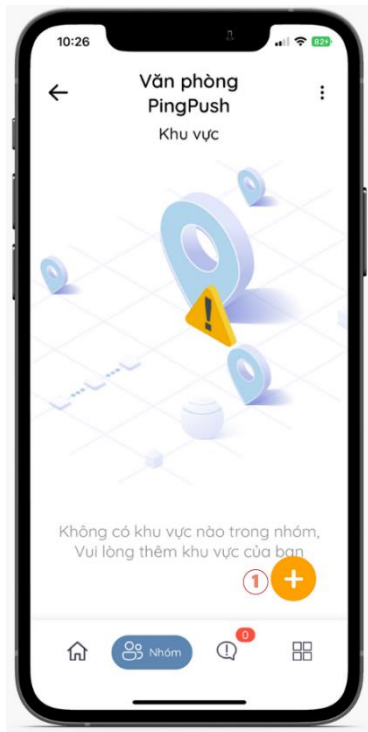 10:26
82
Văn phòng
PingPush
Khu vực
Không có khu vực nào trong nhóm,
Vui lòng thêm khu vực của bạn
1
Nhóm
0